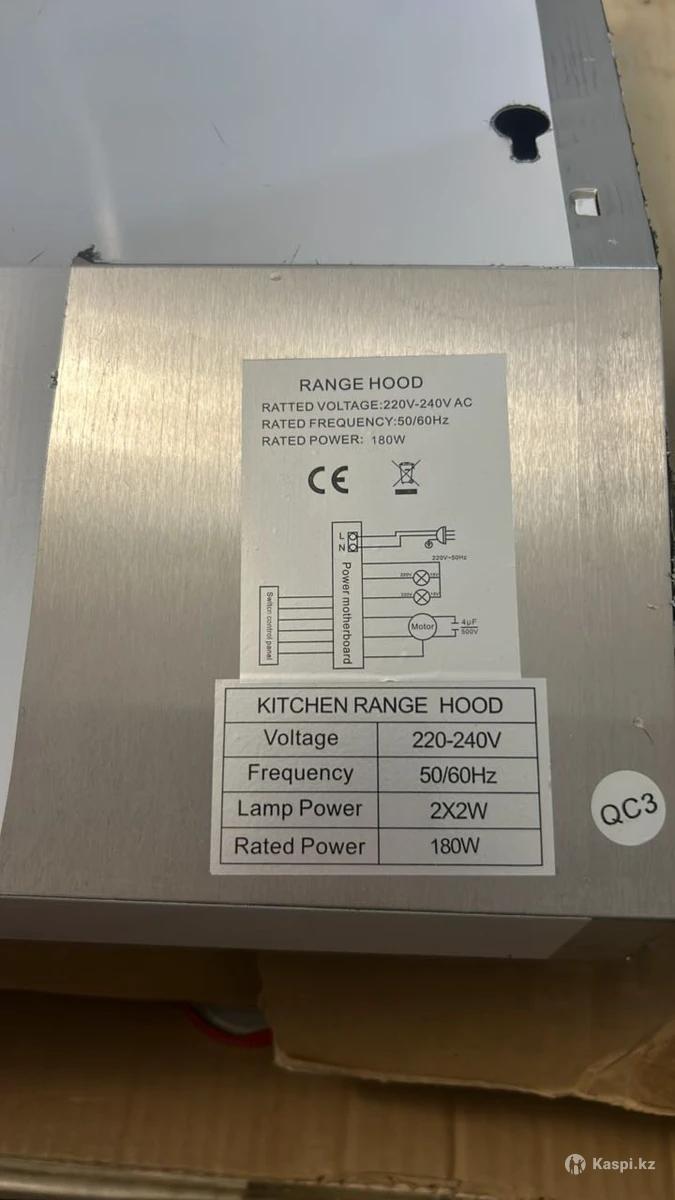 RANGE HOOD
RATTED VOLTAGE:220V-240V AC
RATED FREQUENCY:50/60Hz
RATED POWER: 180W
CE
L
N
220V~50Hz
Power motherboard
Switch control panel
220V
220V
Motor
4μF
500V
KITCHEN RANGE HOOD
Voltage 220-240V
Frequency 50/60Hz
Lamp Power 2X2W
Rated Power 180W
QC3
Kaspi.kz